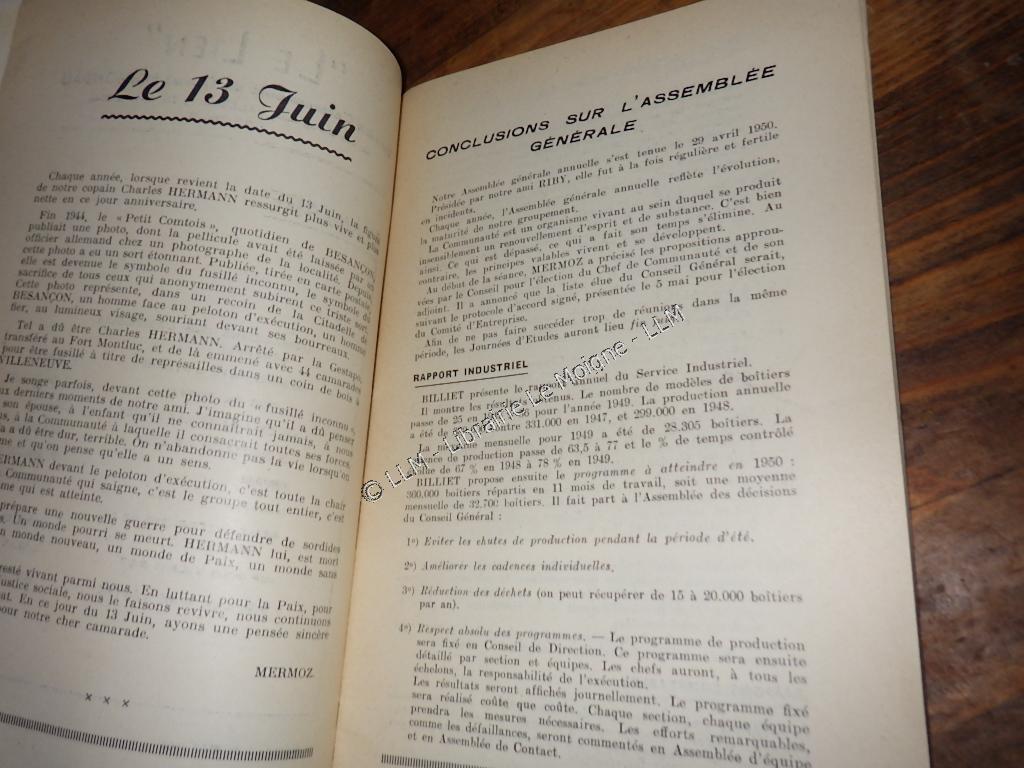 Le 13 Juin
Chaque année, lorsque revient la date du 13 Juin, la figure
de notre copain Charles HERMANN ressurgit plus vive et plus
nette en ce jour anniversaire.
Fin 1944, le « Petit Comtois », quotidien de BESANÇON,
publiait une photo, dont la pellicule avait été laissée par un
officier allemand chez un photographe de la localité. Depuis,
cette photo a eu un sort étonnant. Publiée, tirée en carte postale,
elle est devenue le symbole du fusillé inconnu, le symbole du
sacrifice de tous ceux qui anonymement subirent ce triste sort.
Cette photo représente, dans un recoin de la Citadelle de
BESANÇON, un homme face au peloton d'exécution, un homme
fier, au lumineux visage, souriant devant ses bourreaux.
Tel a dû être Charles HERMANN. Arrêté par la Gestapo,
transféré au Fort Montluc, et de là emmené avec 44 camarades
pour être fusillé à titre de représailles dans un coin de bois à
VILLENEUVE.
Je songe parfois, devant cette photo du « fusillé inconnu »
aux derniers moments de notre ami. J'imagine qu'il a dû penser
son épouse, à l'enfant qu'il ne connaîtrait jamais, à nous
, à la Communauté à laquelle il consacrait toutes ses forces.
a a dû être dur, terrible. On n'abandonne pas la vie lorsqu'on
me et qu'on pense qu'elle a un sens.
HERMANN devant le peloton d'exécution, c'est toute la chair
Communauté qui saigne, c'est le groupe tout entier, c'est
me qui est atteinte.
prépare une nouvelle guerre pour défendre de sordides
s. Un monde pourri se meurt. HERMANN lui, est mort
n monde nouveau, un monde de Paix, un monde sans
resté vivant parmi nous. En luttant pour la Paix, pour
justice sociale, nous le faisons revivre, nous continuons
at. En ce jour du 13 Juin, ayons une pensée sincère
pour notre cher camarade.
MERMOZ
× × ×
CONCLUSIONS SUR L'ASSEMBLÉE
GÉNÉRALE
Notre Assemblée générale annuelle s'est tenue le 29 avril 1950.
Présidée par notre ami RIBY, elle fut à la fois régulière et fertile
en incidents.
Chaque année, l'Assemblée générale annuelle reflète l'évolution,
la maturité de notre groupement.
La Communauté est un organisme vivant au sein duquel se produit
insensiblement un renouvellement d'esprit et de substance. C'est bien
ainsi. Ce qui est dépassé, ce qui a fait son temps s'élimine. Au
contraire, les principes valables vivent et se développent.
Au début de la séance, MERMOZ a précisé les propositions approu-
vées par le Conseil pour l'élection du Chef de Communauté et de son
adjoint. Il a annoncé que la liste élue du Conseil Général serait,
suivant le protocole d'accord signé, présentée le 5 mai pour l'élection
du Comité d'Entreprise.
Afin de ne pas faire succéder trop de réunions dans la même
période, les Journées d'Etudes auront lieu fin
RAPPORT INDUSTRIEL
BILLIET présente le rapport annuel du Service Industriel.
Il montre les résultats obtenus. Le nombre de modèles de boîtiers
passe de 25 en contre 331.000 pour l'année 1949. La production annuelle
a été de en 1947, et 299.000 en 1948.
La moyenne mensuelle pour 1949 a été de 28.305 boîtiers. La
de production passe de 63,5 à 77 et le % de temps contrôlé
de 67 % en 1948 à 78 % en 1949.
BILLIET propose ensuite le programme à atteindre en 1950 :
300.000 boîtiers répartis en 11 mois de travail, soit une moyenne
mensuelle de 32.700 boîtiers. Il fait part à l'Assemblée des décisions
du Conseil Général :
1°) Eviter les chutes de production pendant la période d'été.
2°) Améliorer les cadences individuelles.
3°) Réduction des déchets (on peut récupérer de 15 à 20.000 boîtiers
par an).
4°) Respect absolu des programmes. — Le programme de production
sera fixé en Conseil de Direction. Ce programme sera ensuite
détaillé par section et équipes. Les chefs auront, à tous les
échelons, la responsabilité de l'exécution.
Les résultats seront affichés journellement. Le programme fixé
sera réalisé coûte que coûte. Chaque section, chaque équipe
prendra les mesures nécessaires. Les efforts remarquables,
comme les défaillances, seront commentés en Assemblée d'équipe
et en Assemblée de Contact.
© LLM - Librairie Le Moigne - LLM